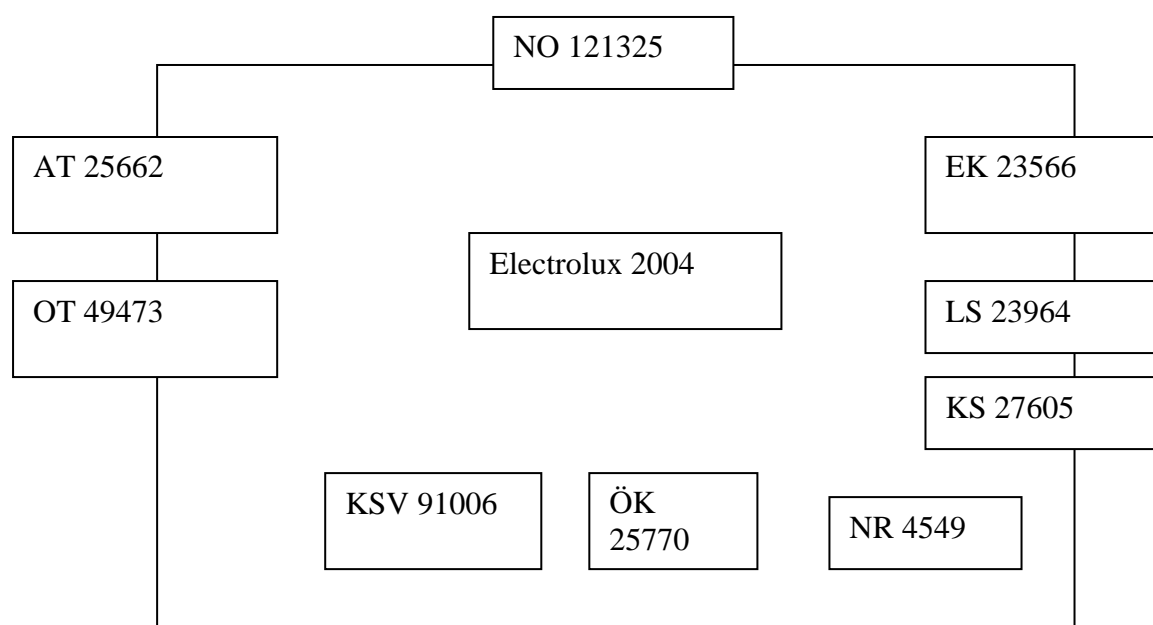 NO 121325
AT 25662
EK 23566
Electrolux 2004
OT 49473
LS 23964
KS 27605
KSV 91006
ÖK
25770
NR 4549